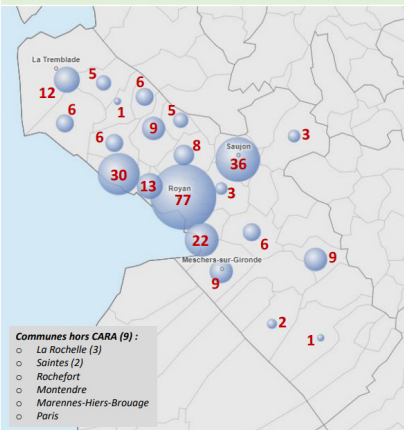 La Tremblade
12
5
6
1
6
5
9
6
8
3
Saujon
36
30
13
3
Royan
77
22
6
Meschers-sur-Gironde
9
9
2
1
Communes hors CARA (9) :
o La Rochelle (3)
o Saintes (2)
o Rochefort
o Montendre
o Marennes-Hiers-Brouage
o Paris